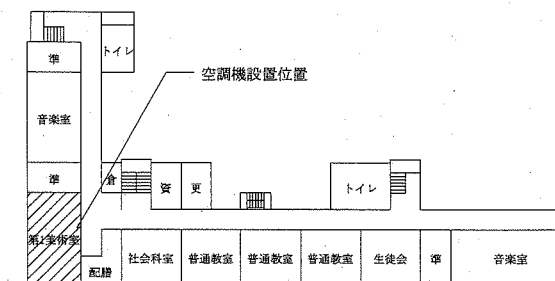 トイレ
準
空調機設置位置
音楽室
準
倉
資
更
トイレ
第1美術室
配膳
社会科室
普通教室
普通教室
普通教室
生徒会
準
音楽室